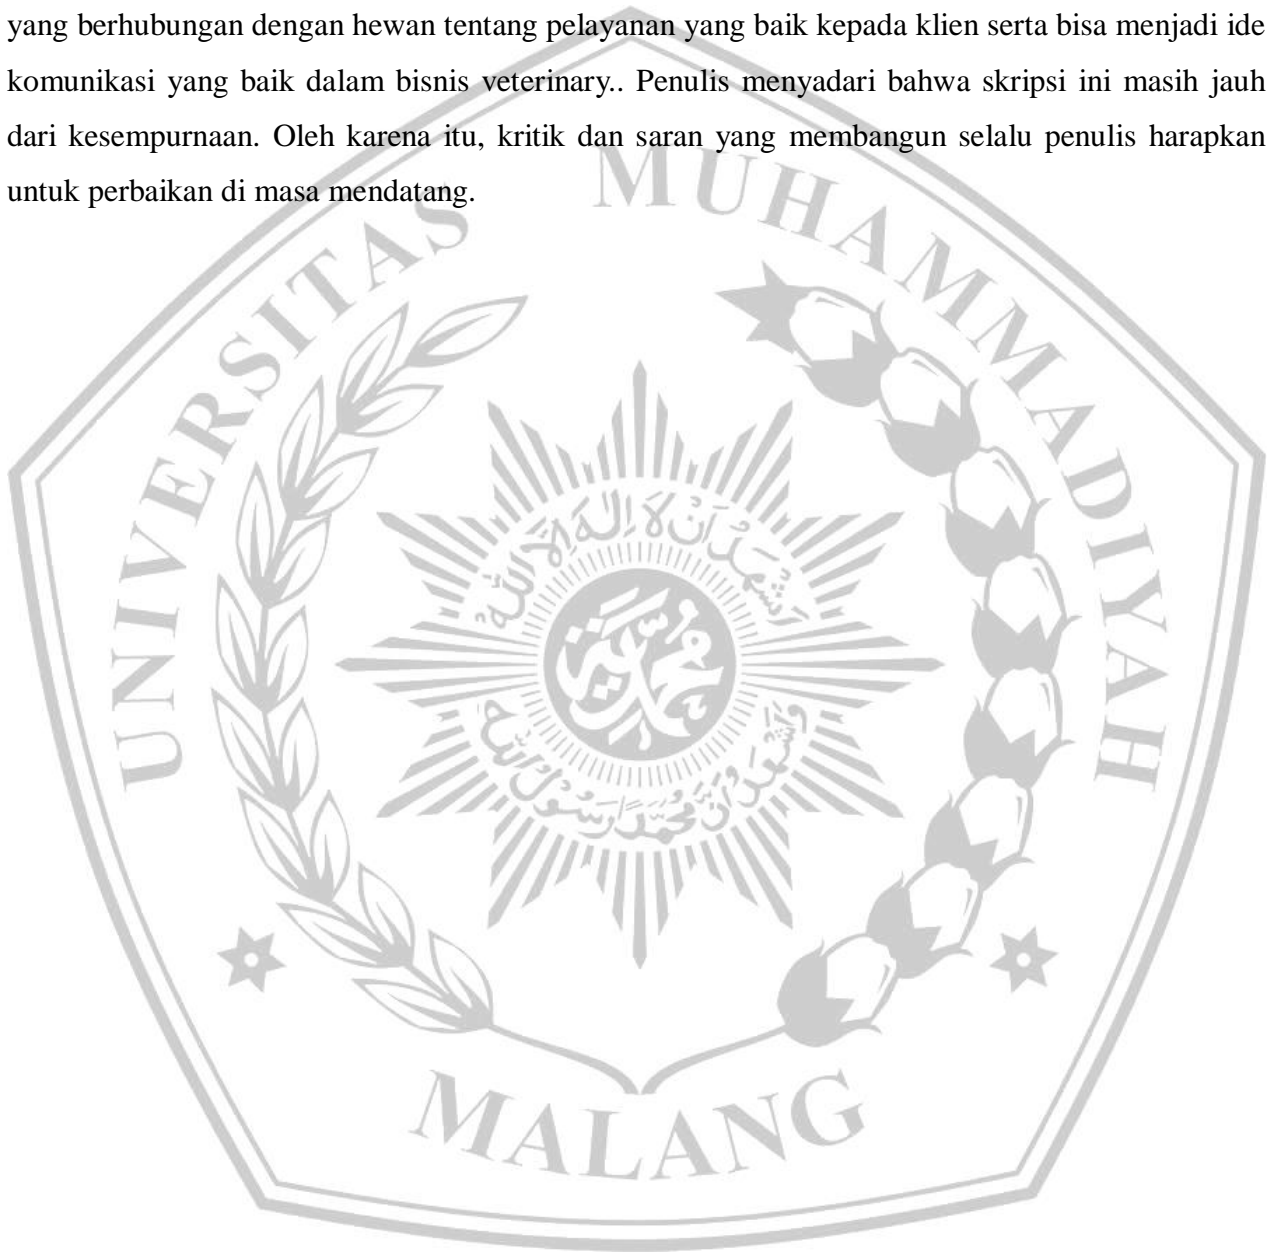 yang berhubungan dengan hewan tentang pelayanan yang baik kepada klien serta bisa menjadi ide
komunikasi yang baik dalam bisnis veterinary.. Penulis menyadari bahwa skripsi ini masih jauh
dari kesempurnaan. Oleh karena itu, kritik dan saran yang membangun selalu penulis harapkan
untuk perbaikan di masa mendatang.
UNIVERSITAS MUHAMMADIYAH
MALANG